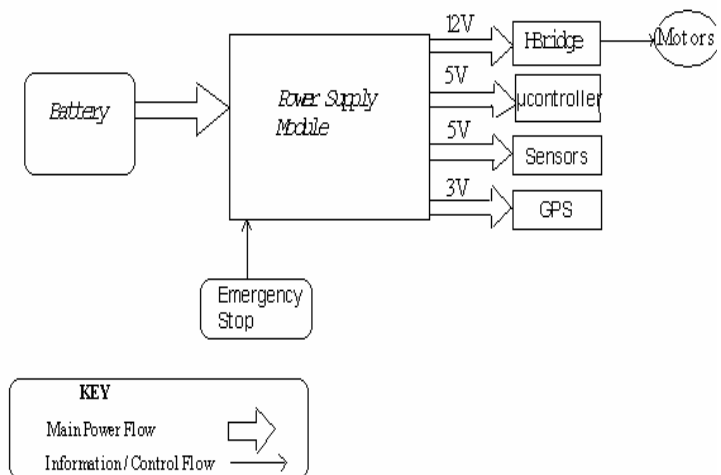 12V
HBridge
(Motors
Battery
Power Supply
Module
5V
µcontroller
5V
Sensors
3V
GPS
Emergency
Stop
KEY
Main Power Flow
Information / Control Flow